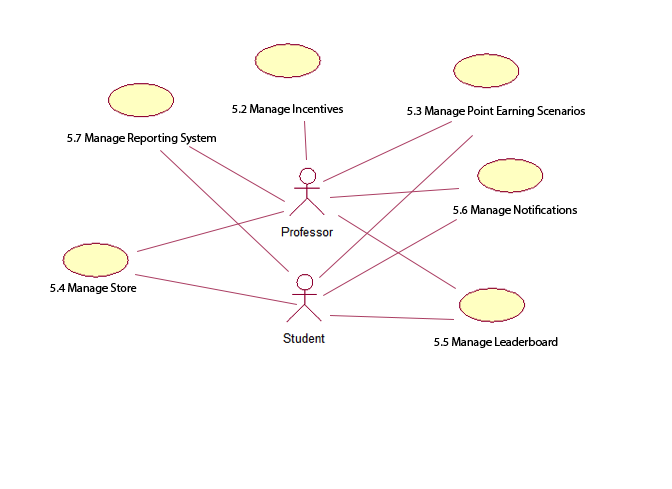 5.2 Manage Incentives
5.3 Manage Point Earning Scenarios
5.7 Manage Reporting System
5.6 Manage Notifications
Professor
5.4 Manage Store
Student
5.5 Manage Leaderboard